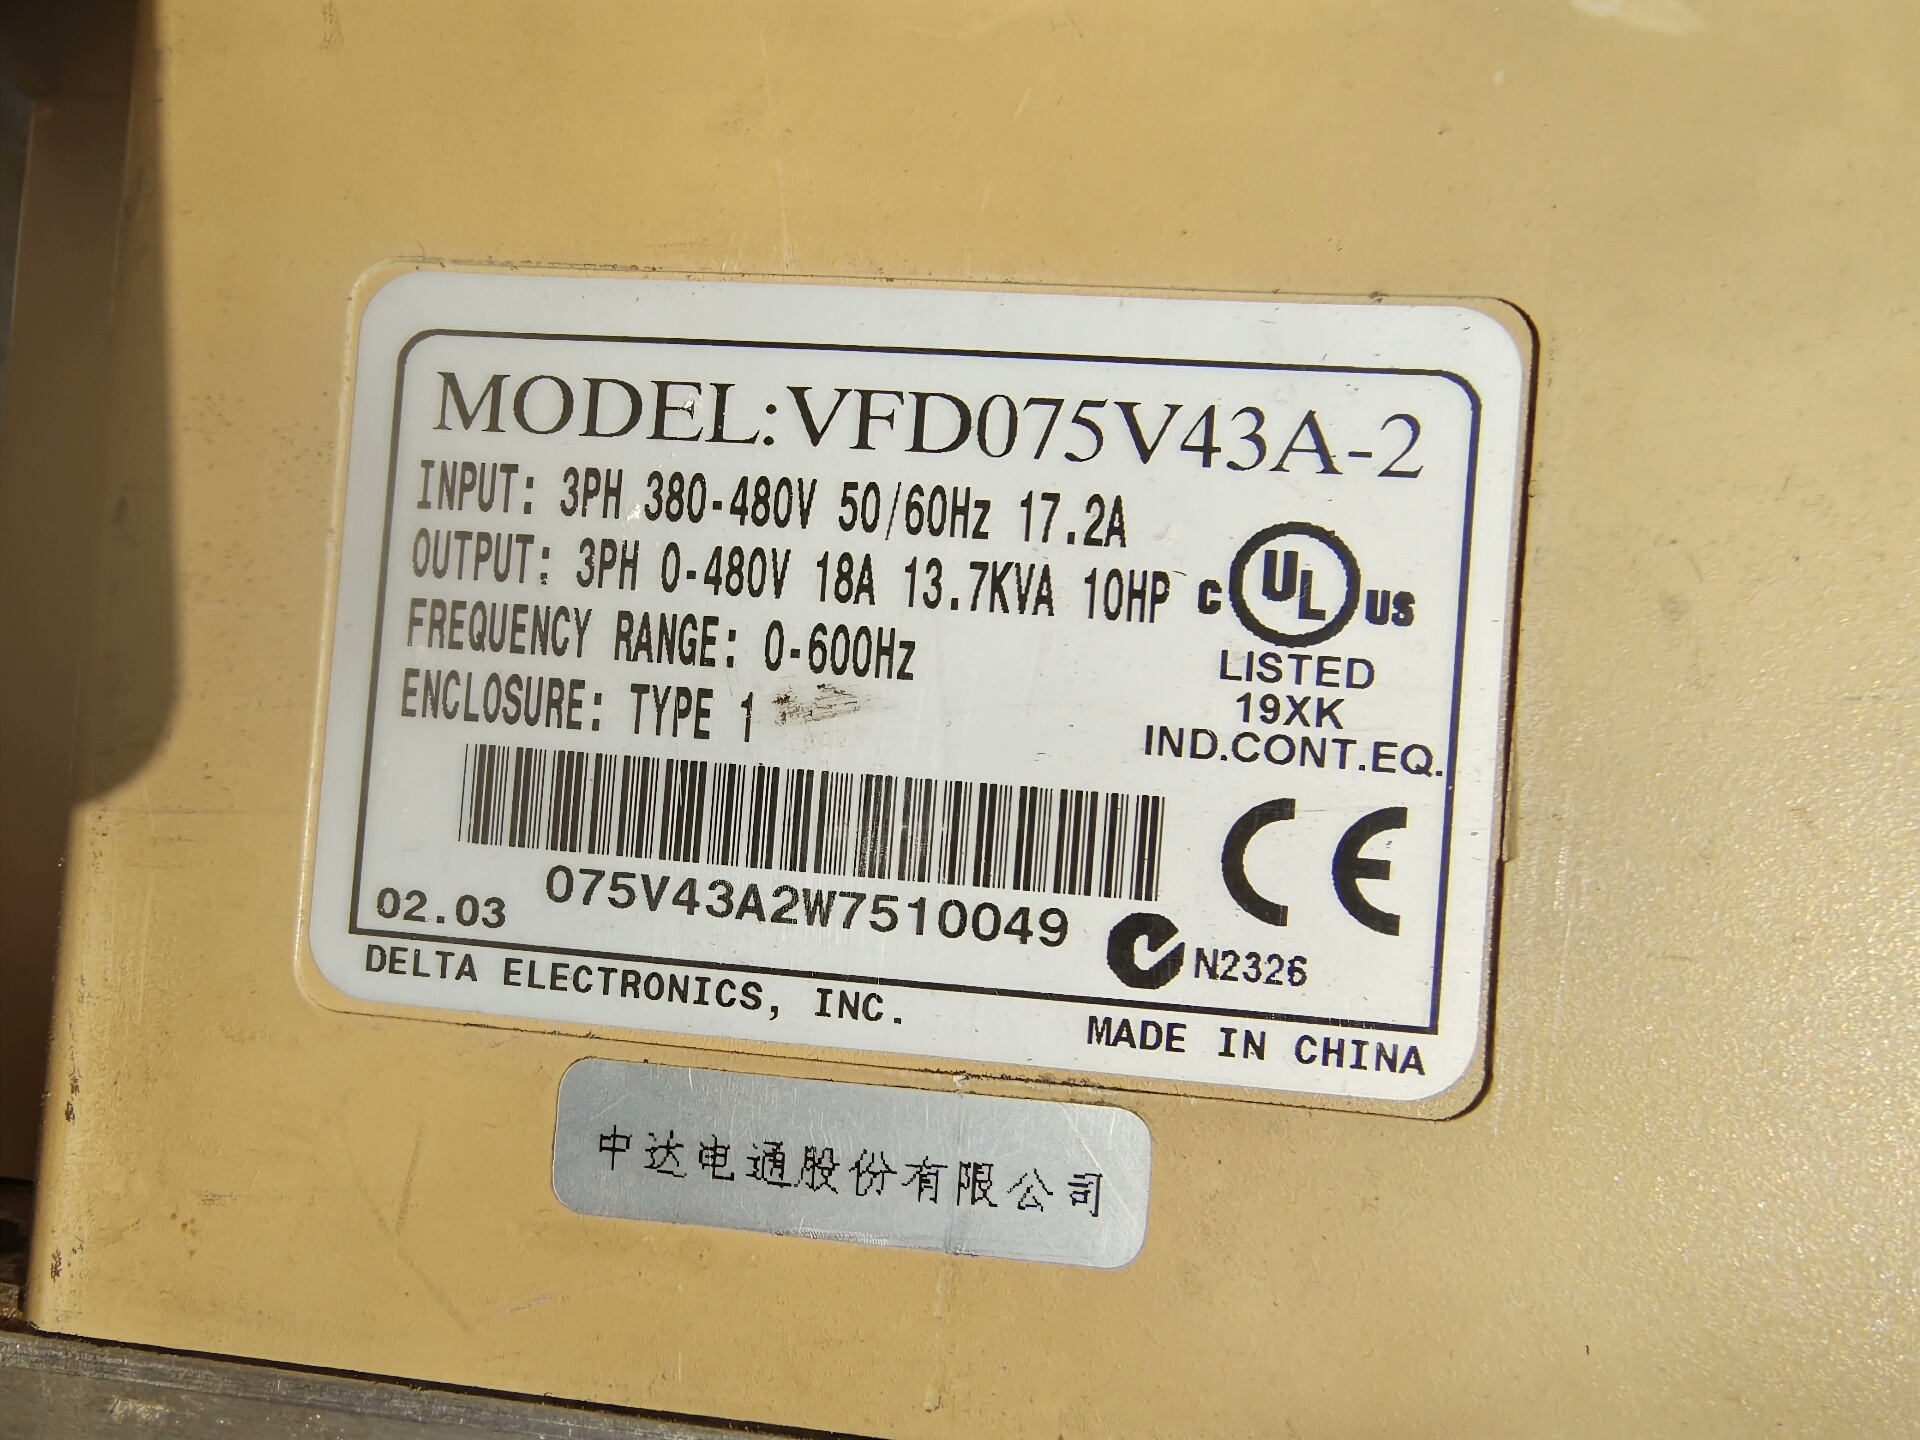 MODEL:VFD075V43A-2
INPUT: 3PH 380-480V 50/60Hz 17.2A
OUTPUT: 3PH 0-480V 18A 13.7KVA 10HP
FREQUENCY RANGE: 0-600Hz
ENCLOSURE: TYPE 1
C UL US
LISTED
19XK
IND.CONT.EQ.
CE
02.03
075V43A2W7510049
N2326
DELTA ELECTRONICS, INC.
MADE IN CHINA
中达电通股份有限公司